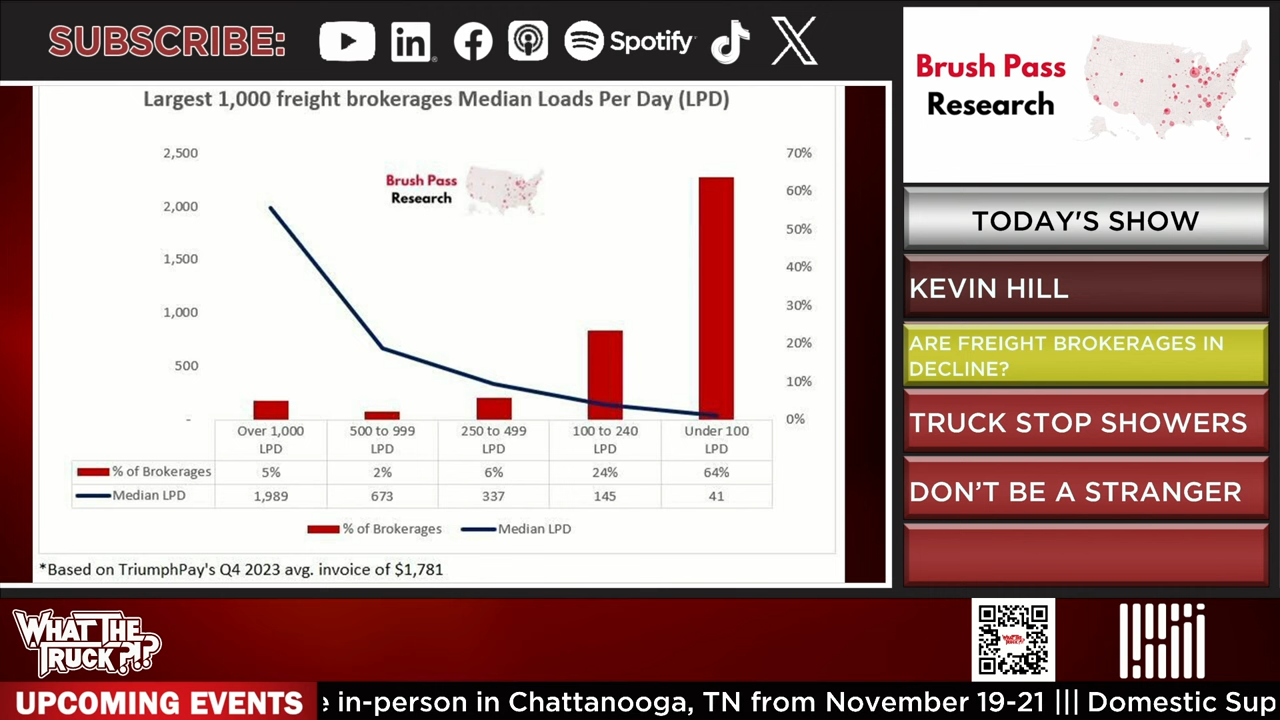 SUBSCRIBE:
Spotify
Largest 1,000 freight brokerages Median Loads Per Day (LPD)
2,500
2,000
1,500
1,000
500
-
70%
60%
50%
40%
30%
20%
10%
0%
Brush Pass
Research
Over 1,000 LPD
500 to 999 LPD
250 to 499 LPD
100 to 240 LPD
Under 100 LPD
% of Brokerages 5% 2% 6% 24% 64%
Median LPD 1,989 673 337 145 41
% of Brokerages Median LPD
*Based on TriumphPay's Q4 2023 avg. invoice of $1,781
Brush Pass
Research
TODAY'S SHOW
KEVIN HILL
ARE FREIGHT BROKERAGES IN
DECLINE?
TRUCK STOP SHOWERS
DON'T BE A STRANGER
WHAT THE
TRUCK?!?
UPCOMING EVENTS
e in-person in Chattanooga, TN from November 19-21 ||| Domestic Sup